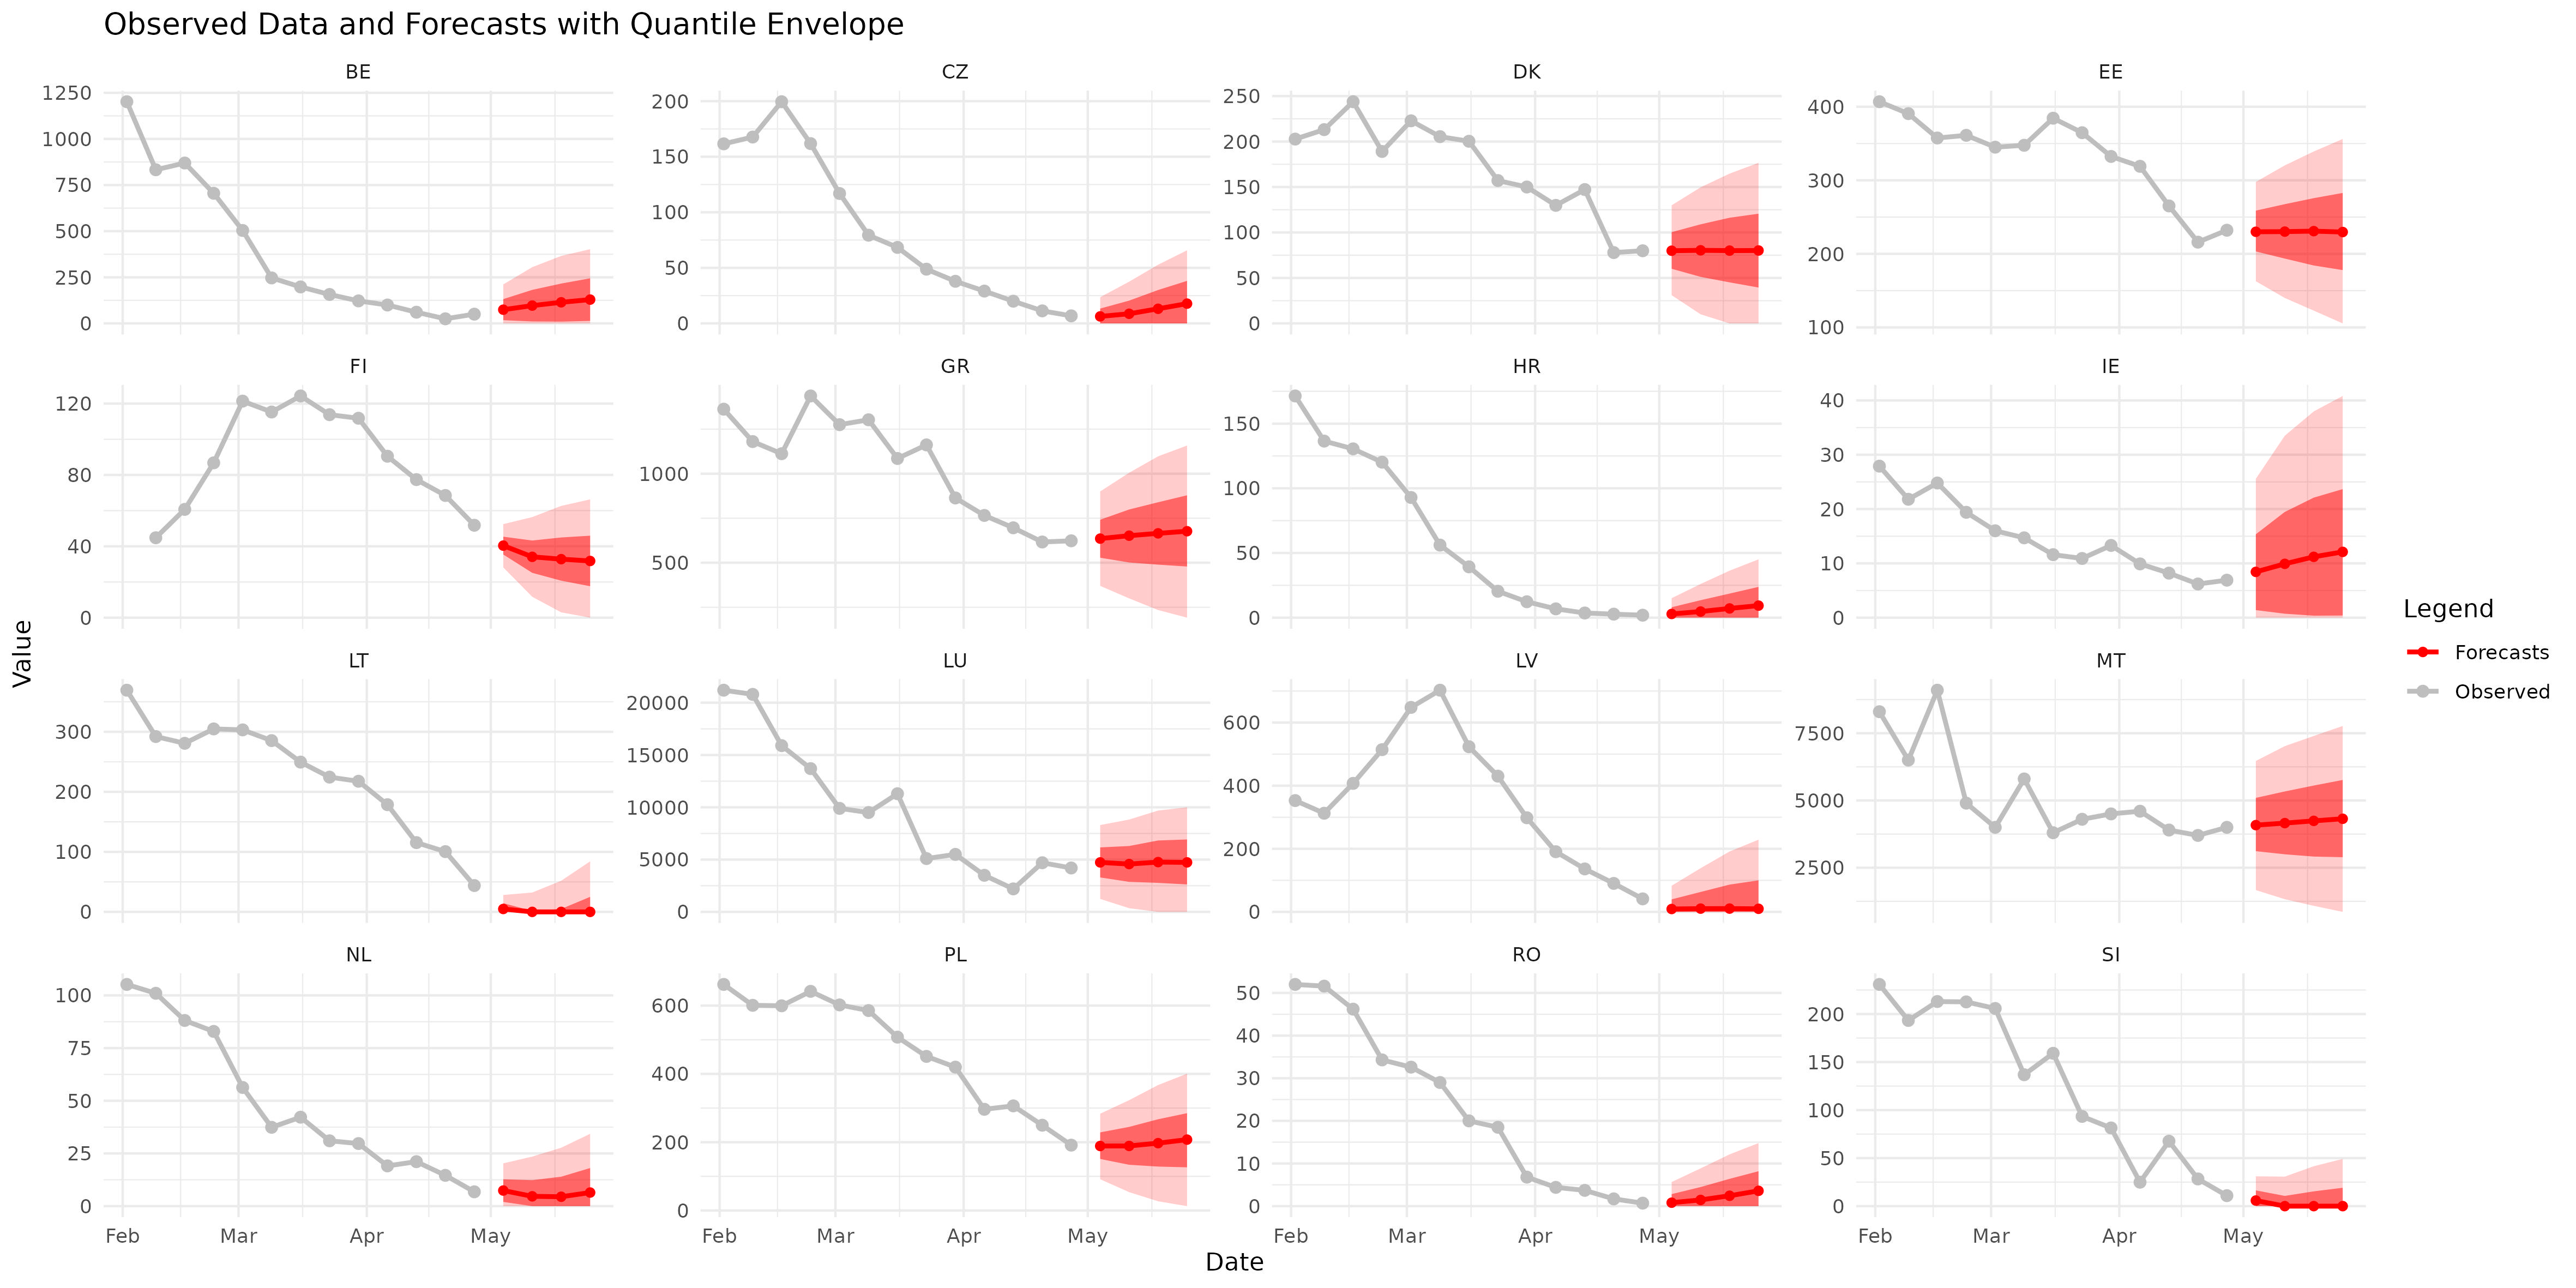 Observed Data and Forecasts with Quantile Envelope
BE
CZ
DK
EE
1250
1000
750
500
250
0
200
150
100
50
0
250
200
150
100
50
0
400
300
200
100
FI
GR
HR
IE
120
80
40
0
1000
500
150
100
50
0
40
30
20
10
0
LT
LU
LV
MT
300
200
100
0
20000
15000
10000
5000
0
600
400
200
0
7500
5000
2500
NL
PL
RO
SI
100
75
50
25
0
600
400
200
0
50
40
30
20
10
0
200
150
100
50
0
Feb Mar Apr May
Feb Mar Apr May
Feb Mar Apr May
Feb Mar Apr May
Date
Value
Legend
Forecasts
Observed